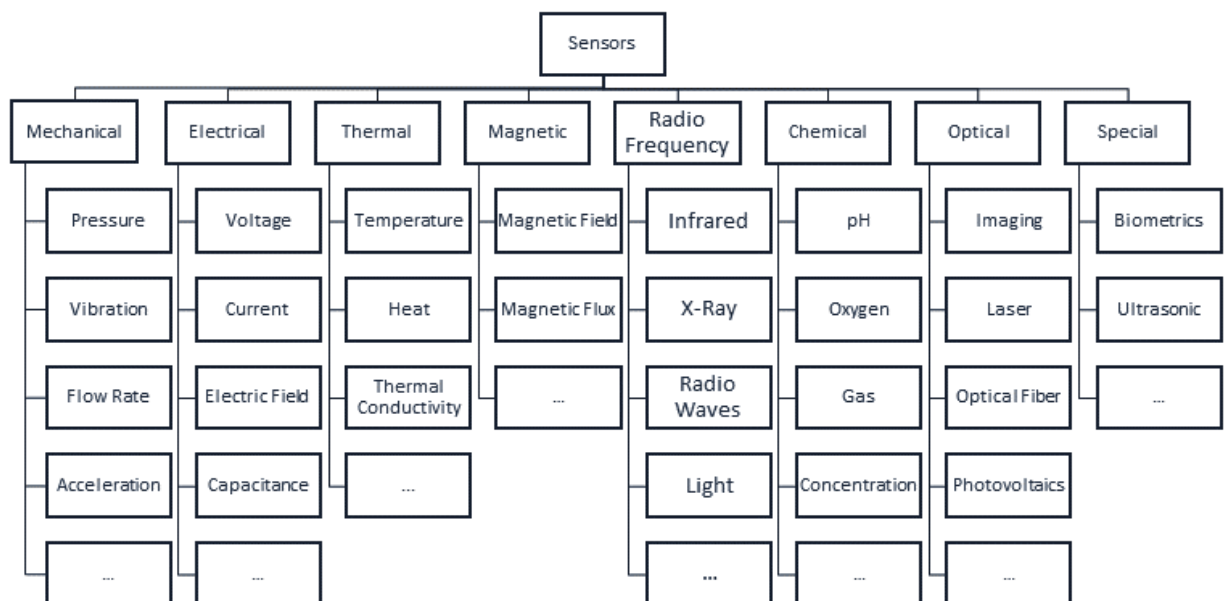 Sensors
Mechanical
Electrical
Thermal
Magnetic
Radio
Frequency
Chemical
Optical
Special
Pressure
Voltage
Temperature
Magnetic Field
Infrared
pH
Imaging
Biometrics
Vibration
Current
Heat
Magnetic Flux
X-Ray
Oxygen
Laser
Ultrasonic
Flow Rate
Electric Field
Thermal
Conductivity
...
Radio
Waves
Gas
Optical Fiber
...
Acceleration
Capacitance
...
Light
Concentration
Photovoltaics
...
...
...
...
...